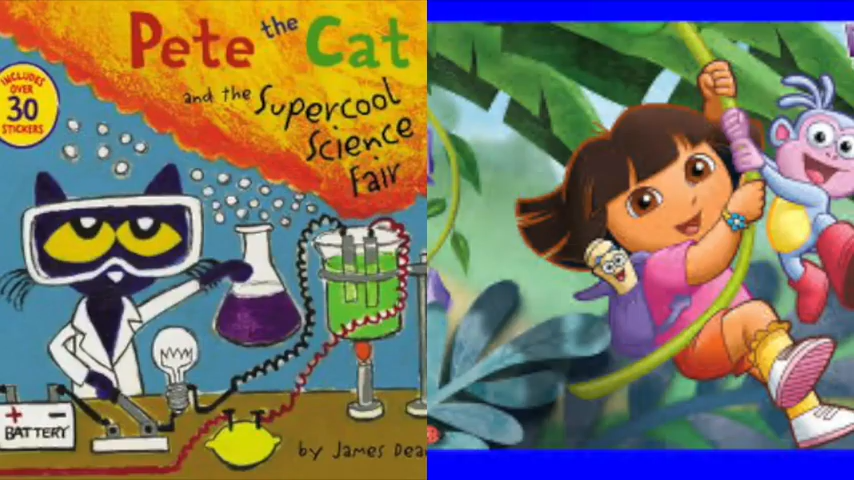 Pete the Cat
and the Supercool
Science
Fair
INCLUDES
OVER
30
STICKERS
+ -
BATTERY
by James Dea